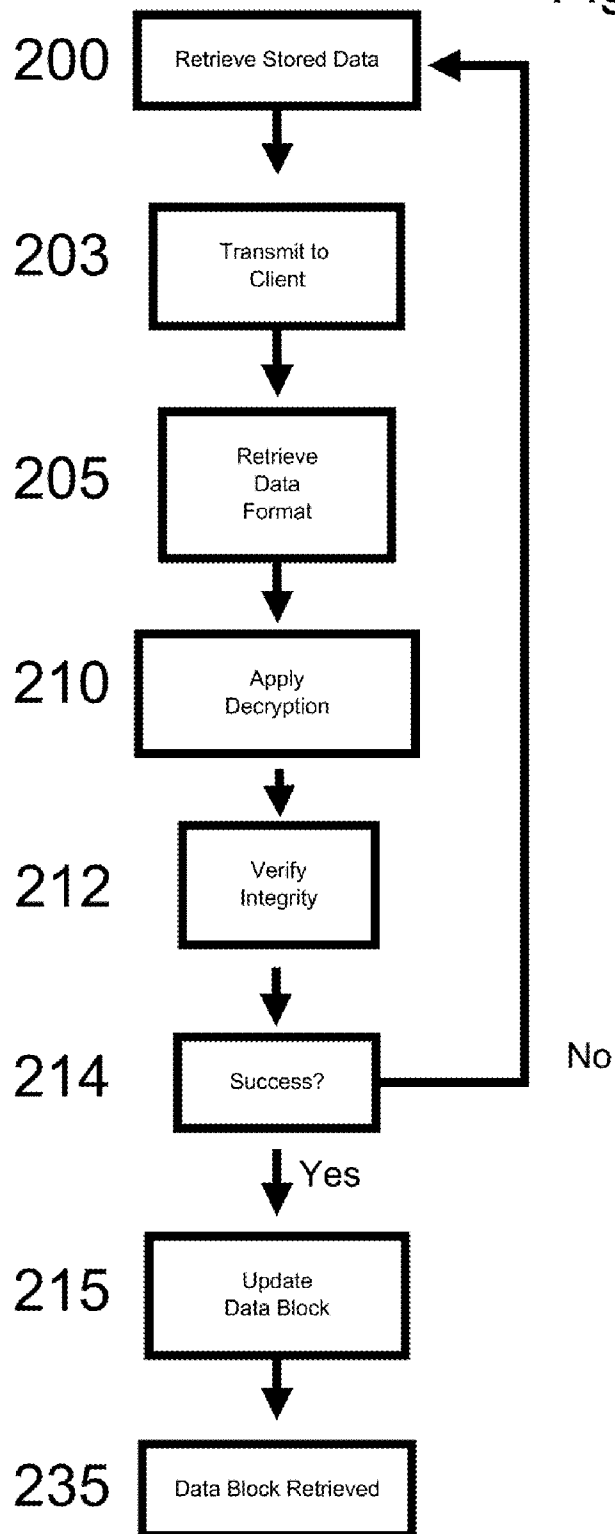 200 Retrieve Stored Data
203 Transmit to
Client
205 Retrieve
Data
Format
210 Apply
Decryption
212 Verify
Integrity
214 Success?
No
Yes
215 Update
Data Block
235 Data Block Retrieved